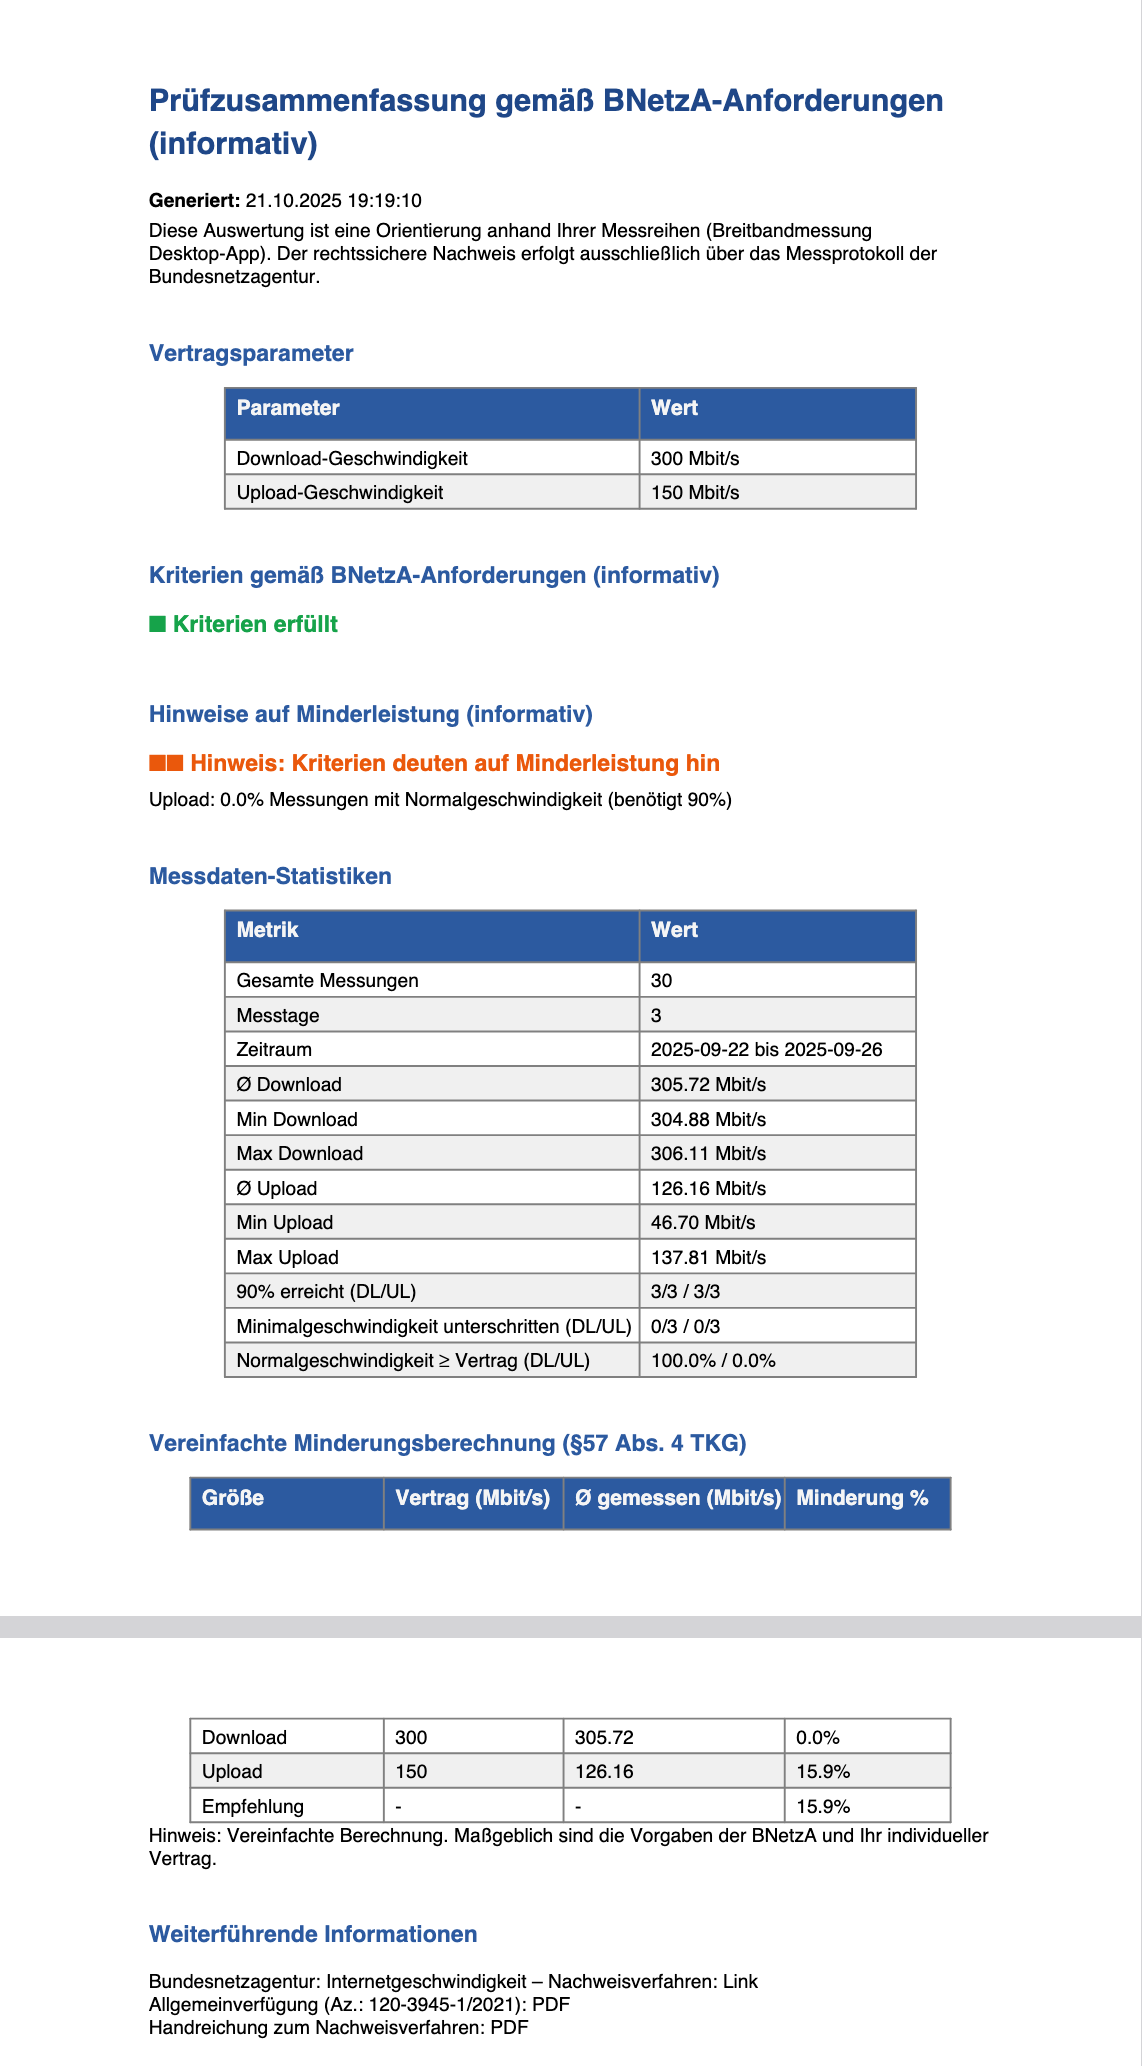 Prüfzusammenfassung gemäß BNetzA-Anforderungen
(informativ)
Generiert: 21.10.2025 19:19:10
Diese Auswertung ist eine Orientierung anhand Ihrer Messreihen (Breitbandmessung
Desktop-App). Der rechtssichere Nachweis erfolgt ausschließlich über das Messprotokoll der
Bundesnetzagentur.
Vertragsparameter
Parameter Wert
Download-Geschwindigkeit 300 Mbit/s
Upload-Geschwindigkeit 150 Mbit/s
Kriterien gemäß BNetzA-Anforderungen (informativ)
■ Kriterien erfüllt
Hinweise auf Minderleistung (informativ)
■■ Hinweis: Kriterien deuten auf Minderleistung hin
Upload: 0.0% Messungen mit Normalgeschwindigkeit (benötigt 90%)
Messdaten-Statistiken
Metrik Wert
Gesamte Messungen 30
Messtage 3
Zeitraum 2025-09-22 bis 2025-09-26
Ø Download 305.72 Mbit/s
Min Download 304.88 Mbit/s
Max Download 306.11 Mbit/s
Ø Upload 126.16 Mbit/s
Min Upload 46.70 Mbit/s
Max Upload 137.81 Mbit/s
90% erreicht (DL/UL) 3/3 / 3/3
Minimalgeschwindigkeit unterschritten (DL/UL) 0/3 / 0/3
Normalgeschwindigkeit ≥ Vertrag (DL/UL) 100.0% / 0.0%
Vereinfachte Minderungsberechnung (§57 Abs. 4 TKG)
Größe Vertrag (Mbit/s) Ø gemessen (Mbit/s) Minderung %
Download 300 305.72 0.0%
Upload 150 126.16 15.9%
Empfehlung - - 15.9%
Hinweis: Vereinfachte Berechnung. Maßgeblich sind die Vorgaben der BNetzA und Ihr individueller
Vertrag.
Weiterführende Informationen
Bundesnetzagentur: Internetgeschwindigkeit – Nachweisverfahren: Link
Allgemeinverfügung (Az.: 120-3945-1/2021): PDF
Handreichung zum Nachweisverfahren: PDF